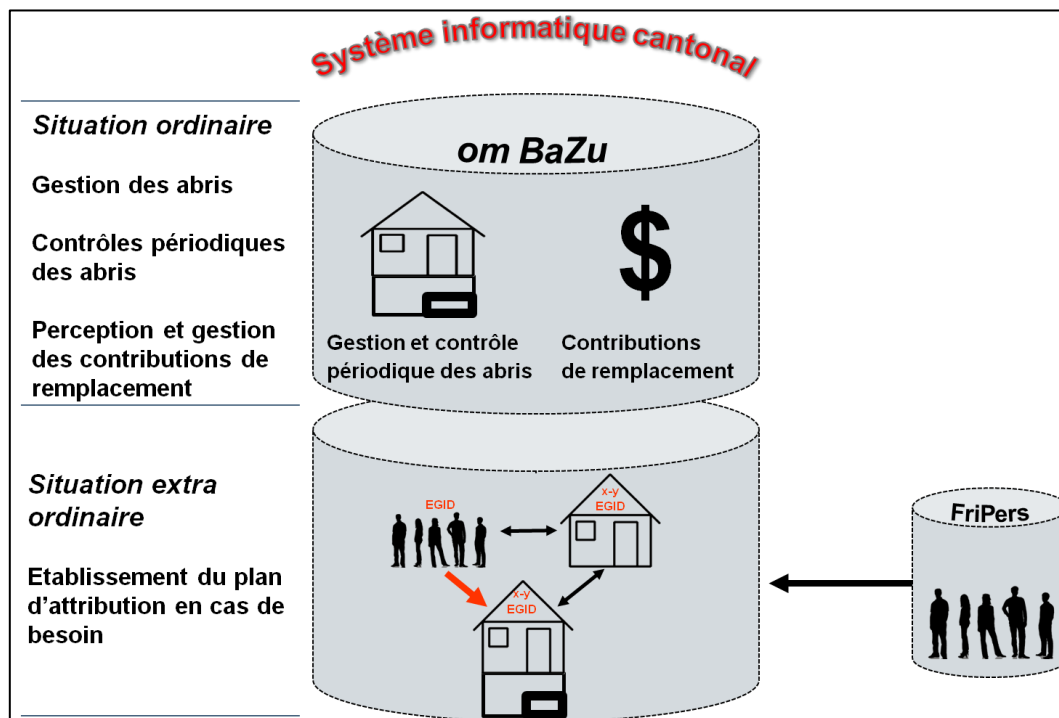 Système informatique cantonal
Situation ordinaire
Gestion des abris
Contrôles périodiques
des abris
Perception et gestion
des contributions de
remplacement
om BaZu
$
Gestion et contrôle
périodique des abris
Contributions
de remplacement
Situation extra
ordinaire
Etablissement du plan
d'attribution en cas de
besoin
EGID
x-y
EGID
x-y
EGID
FriPers